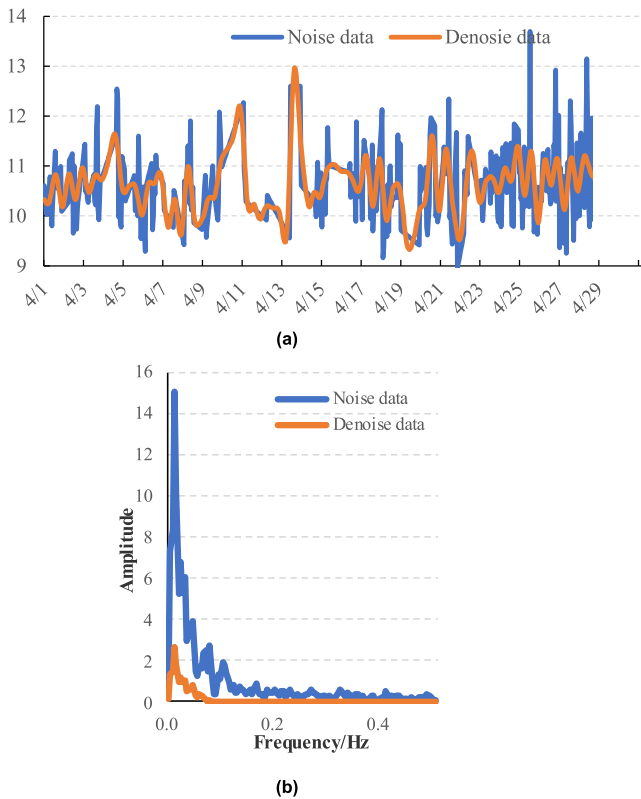 14
Noise data Denosie data
13
12
11
10
9
4/1 4/3 4/5 4/7 4/9 4/11 4/13 4/15 4/17 4/19 4/21 4/23 4/25 4/27 4/29
(a)
16
Noise data
14
Denoise data
12
10
Amplitude
8
6
4
2
0
0.0 0.2 0.4
Frequency/Hz
(b)